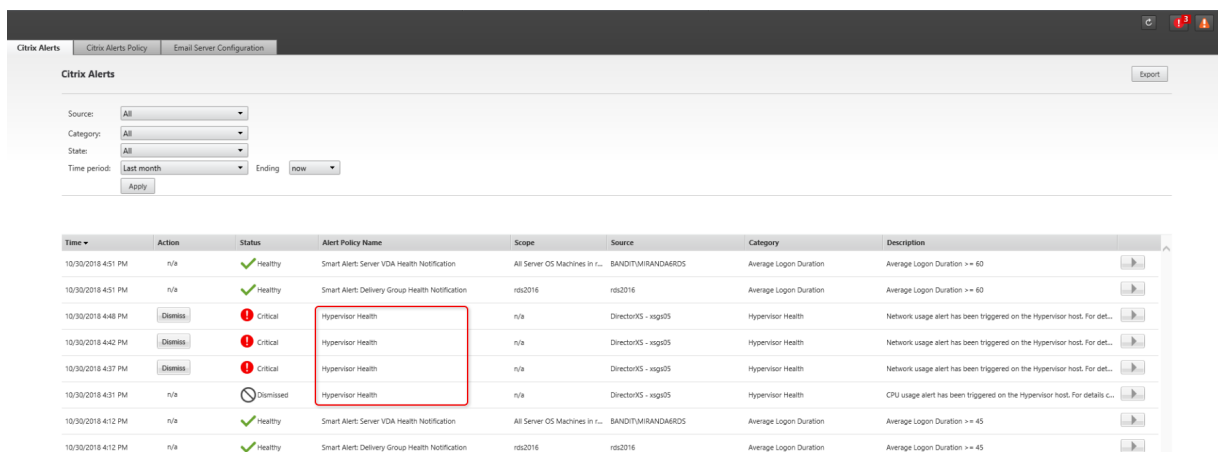 3
Citrix Alerts Citrix Alerts Policy Email Server Configuration
Citrix Alerts Export
Source: All
Category: All
State: All
Time period: Last month Ending now
Apply
Time Action Status Alert Policy Name Scope Source Category Description
10/30/2018 4:51 PM n/a Healthy Smart Alert: Server VDA Health Notification All Server OS Machines in r... BANDIT\MIRANDA6RDS Average Logon Duration Average Logon Duration >= 60
10/30/2018 4:51 PM n/a Healthy Smart Alert: Delivery Group Health Notification rds2016 rds2016 Average Logon Duration Average Logon Duration >= 60
10/30/2018 4:48 PM Dismiss Critical Hypervisor Health n/a DirectorXS - xsgs05 Hypervisor Health Network usage alert has been triggered on the Hypervisor host. For det...
10/30/2018 4:42 PM Dismiss Critical Hypervisor Health n/a DirectorXS - xsgs05 Hypervisor Health Network usage alert has been triggered on the Hypervisor host. For det...
10/30/2018 4:37 PM Dismiss Critical Hypervisor Health n/a DirectorXS - xsgs05 Hypervisor Health Network usage alert has been triggered on the Hypervisor host. For det...
10/30/2018 4:31 PM n/a Dismissed Hypervisor Health n/a DirectorXS - xsgs05 Hypervisor Health CPU usage alert has been triggered on the Hypervisor host. For details c...
10/30/2018 4:12 PM n/a Healthy Smart Alert: Server VDA Health Notification All Server OS Machines in r... BANDIT\MIRANDA6RDS Average Logon Duration Average Logon Duration >= 45
10/30/2018 4:12 PM n/a Healthy Smart Alert: Delivery Group Health Notification rds2016 rds2016 Average Logon Duration Average Logon Duration >= 45